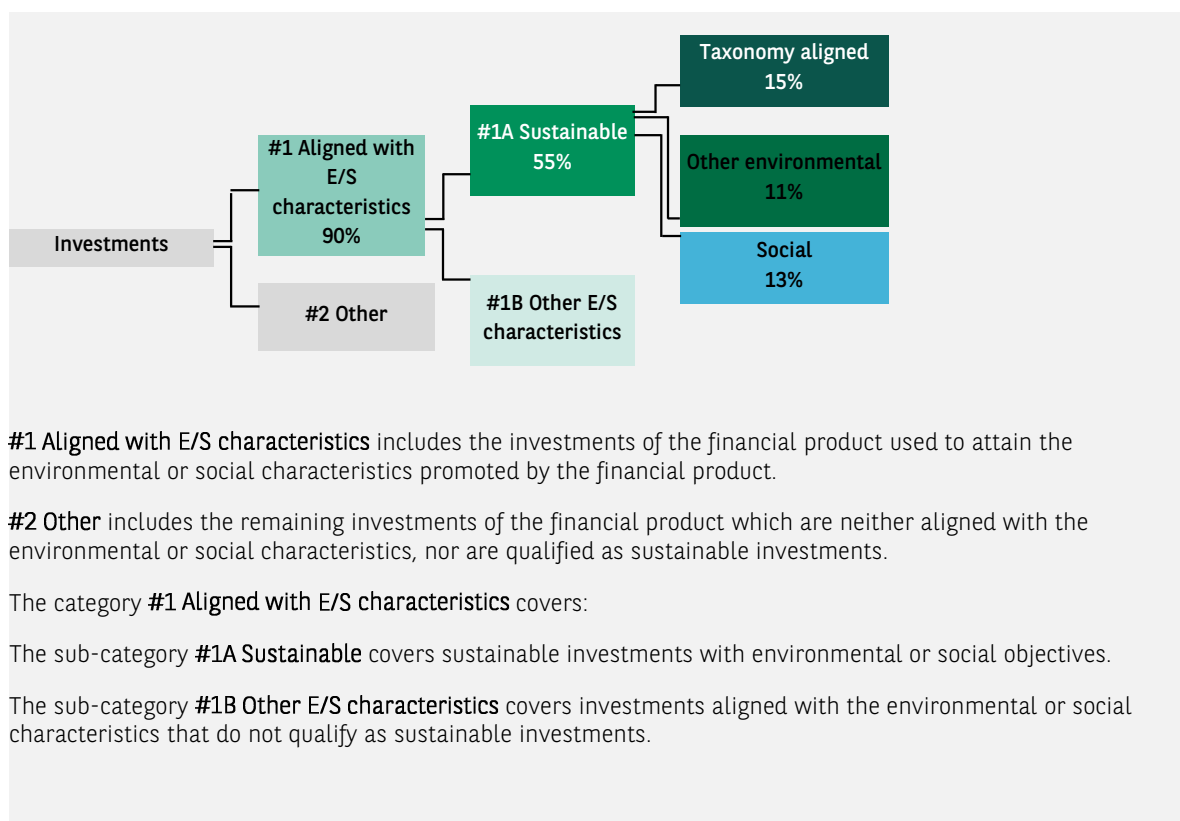 Investments
#1 Aligned with
E/S
characteristics
90%
#2 Other
#1A Sustainable
55%
#1B Other E/S
characteristics
Taxonomy aligned
15%
Other environmental
11%
Social
13%
#1 Aligned with E/S characteristics includes the investments of the financial product used to attain the
environmental or social characteristics promoted by the financial product.
#2 Other includes the remaining investments of the financial product which are neither aligned with the
environmental or social characteristics, nor are qualified as sustainable investments.
The category #1 Aligned with E/S characteristics covers:
The sub-category #1A Sustainable covers sustainable investments with environmental or social objectives.
The sub-category #1B Other E/S characteristics covers investments aligned with the environmental or social
characteristics that do not qualify as sustainable investments.